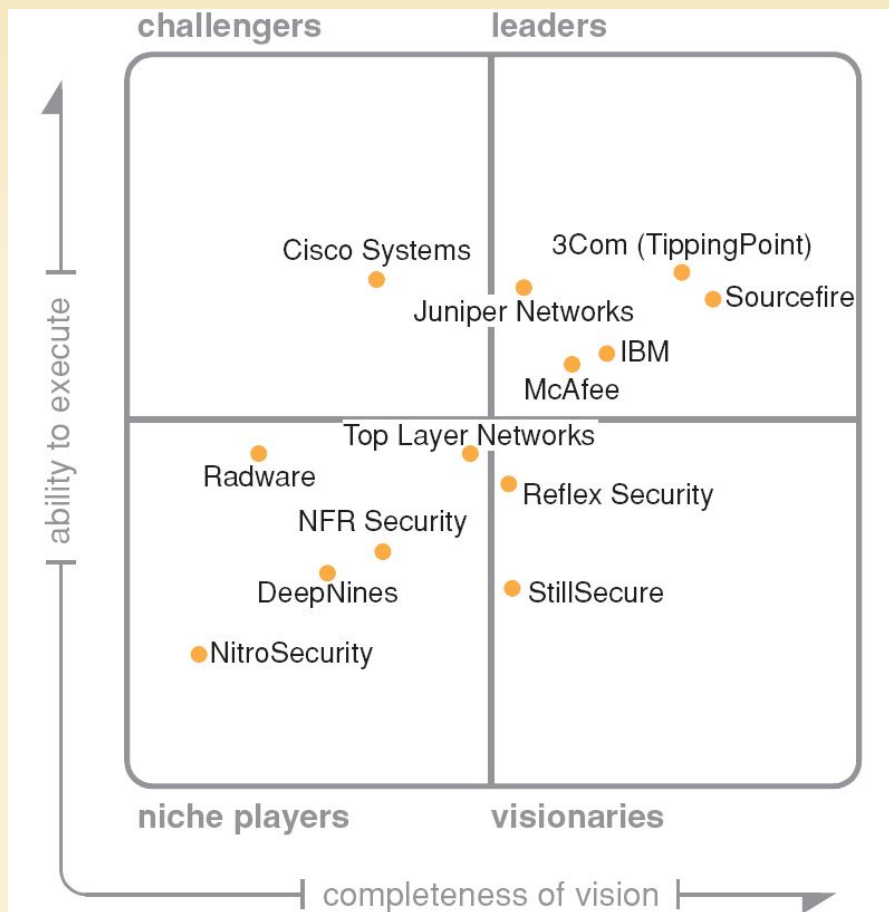 challengers
leaders
Cisco Systems
3Com (TippingPoint)
Sourcefire
Juniper Networks
IBM
McAfee
ability to execute
Top Layer Networks
Radware
Reflex Security
NFR Security
DeepNines
StillSecure
NitroSecurity
niche players
visionaries
completeness of vision